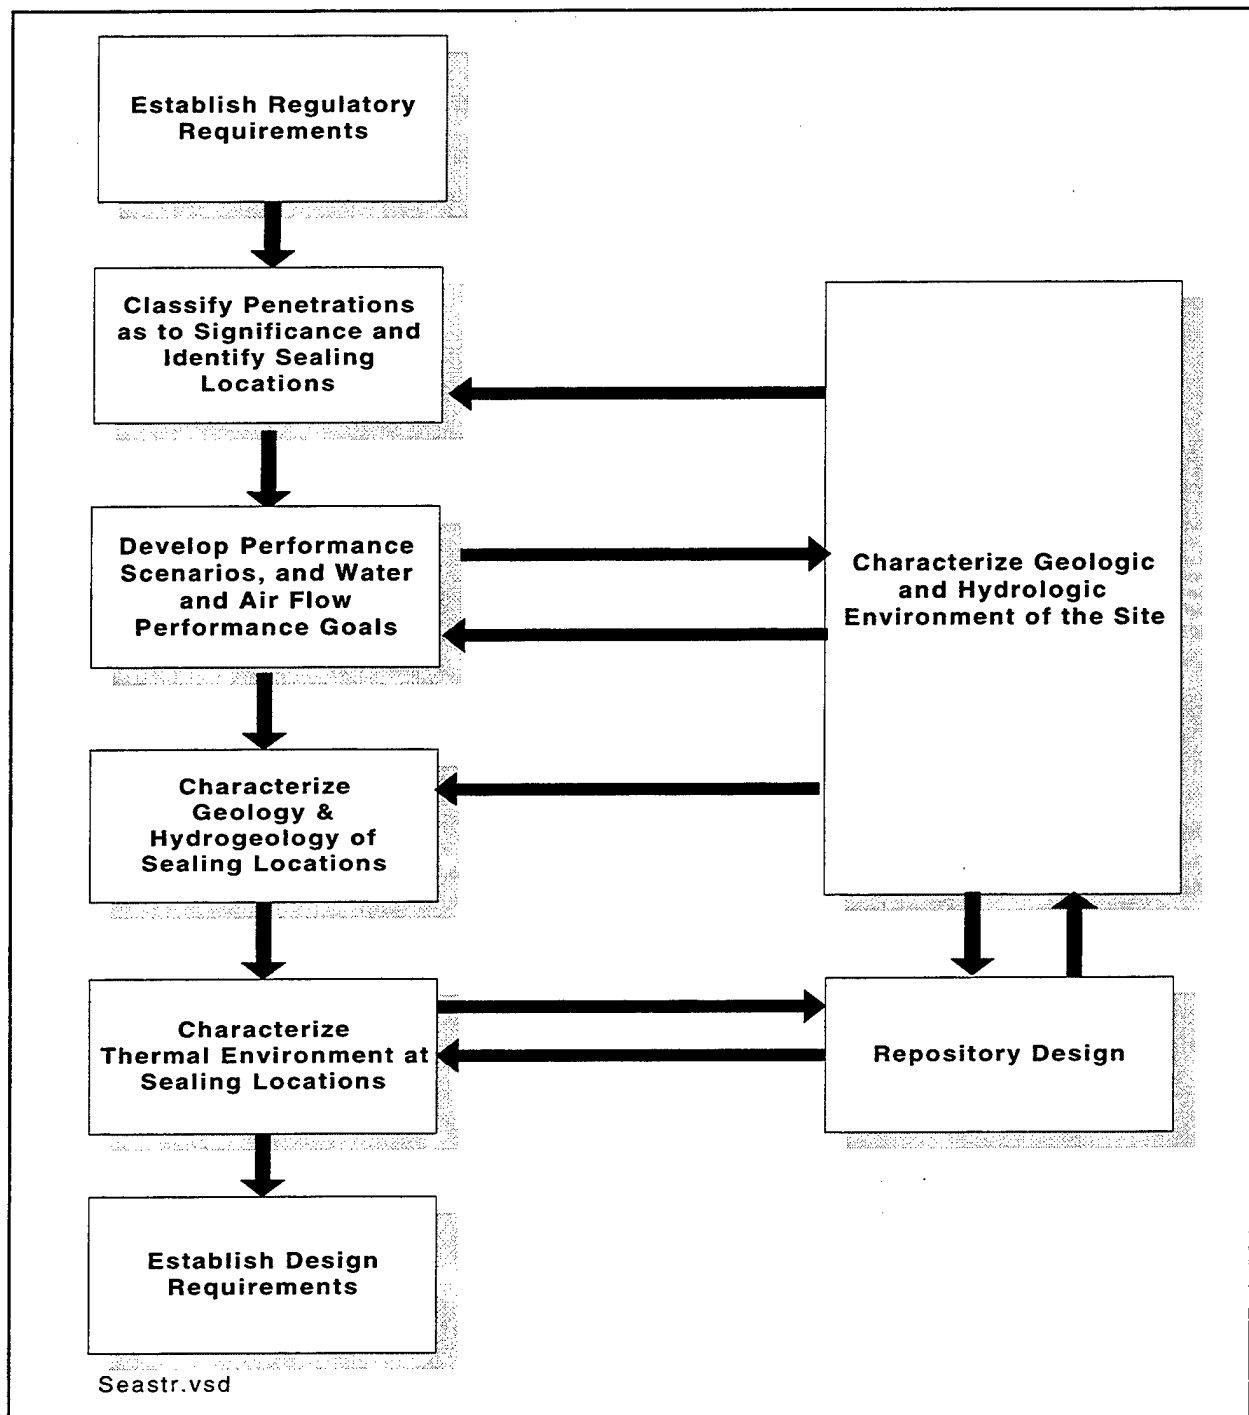 Establish Regulatory
Requirements
Classify Penetrations
as to Significance and
Identify Sealing
Locations
Develop Performance
Scenarios, and Water
and Air Flow
Performance Goals
Characterize Geologic
and Hydrologic
Environment of the Site
Characterize
Geology &
Hydrogeology of
Sealing Locations
Characterize
Thermal Environment at
Sealing Locations
Repository Design
Establish Design
Requirements
Seastr.vsd